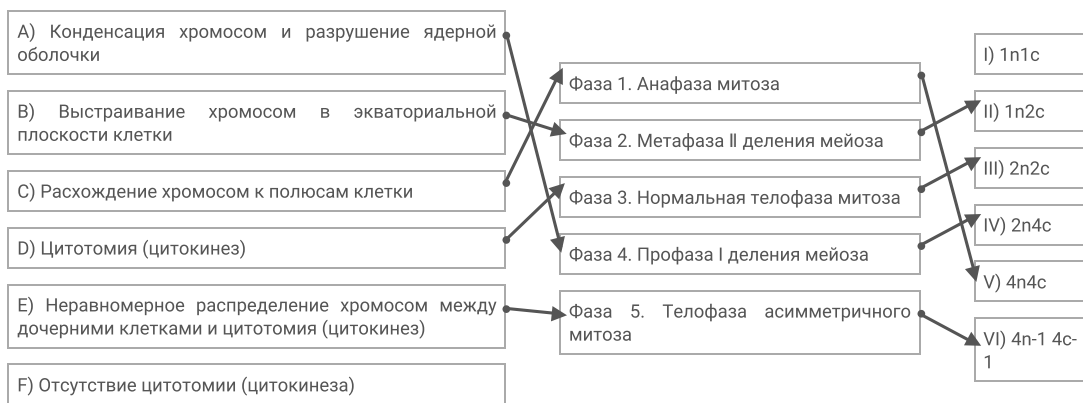 A) Конденсация хромосом и разрушение ядерной
оболочки
B) Выстраивание хромосом в экваториальной
плоскости клетки
C) Расхождение хромосом к полюсам клетки
D) Цитотомия (цитокинез)
E) Неравномерное распределение хромосом между
дочерними клетками и цитотомия (цитокинез)
F) Отсутствие цитотомии (цитокинеза)
Фаза 1. Анафаза митоза
Фаза 2. Метафаза II деления мейоза
Фаза 3. Нормальная телофаза митоза
Фаза 4. Профаза I деления мейоза
Фаза 5. Телофаза асимметричного
митоза
I) 1n1c
II) 1n2c
III) 2n2c
IV) 2n4c
V) 4n4c
VI) 4n-1 4c-
1